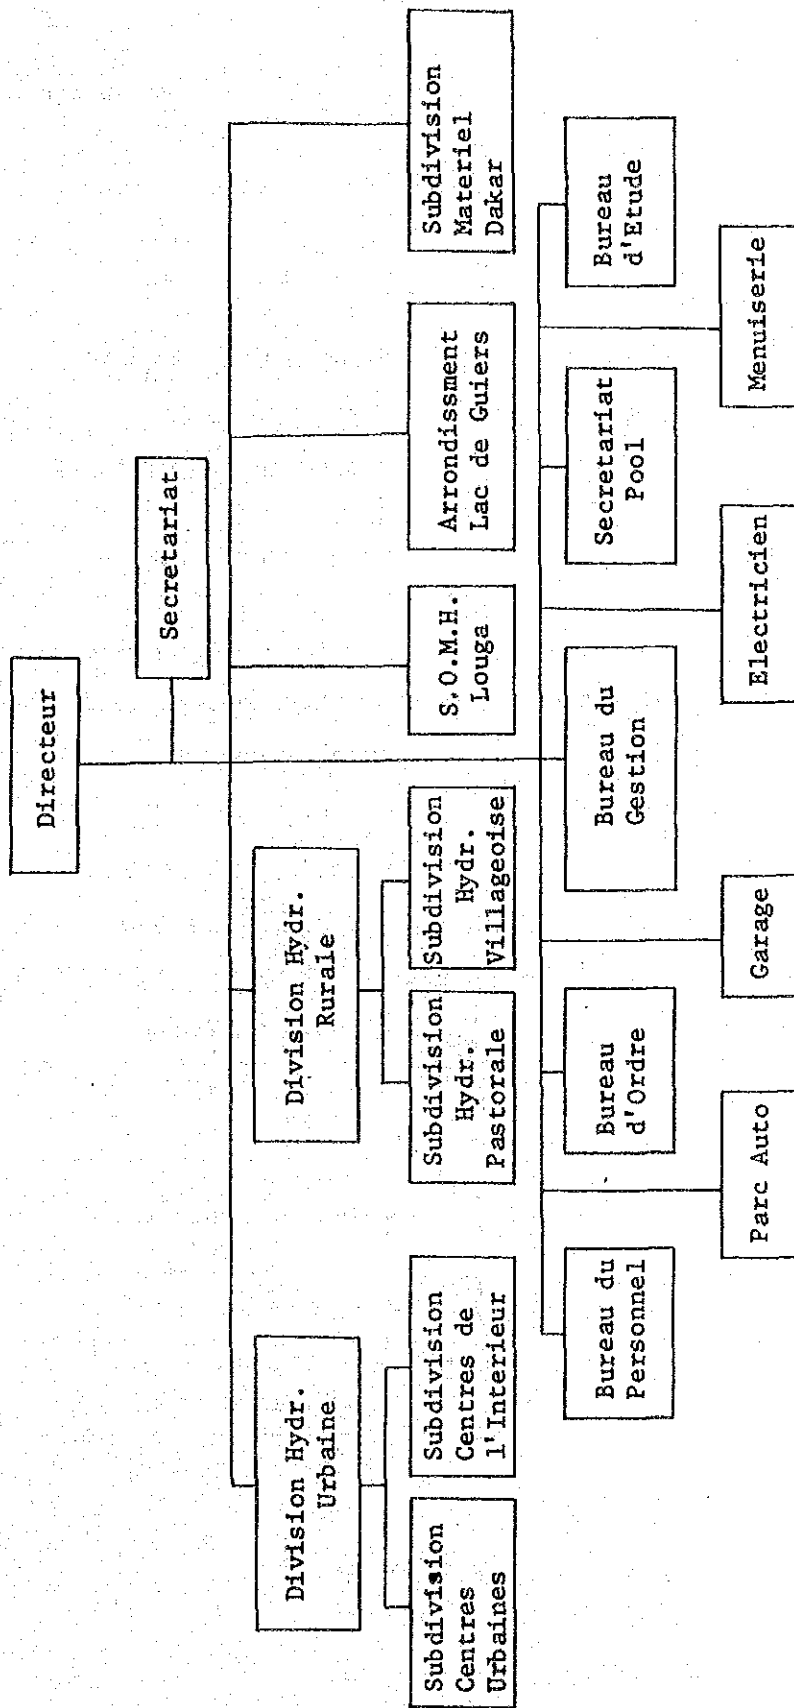 Directeur
Secretariat
Division Hydr.
Urbaine
Division Hydr.
Rurale
Subdivision
Centres
Urbaines
Subdivision
Centres de
l'Interieur
Subdivision
Hydr.
Pastorale
Subdivision
Hydr.
Villageoise
S.O.M.H.
Louga
Arrondissment
Lac de Guiers
Subdivision
Materiel
Dakar
Bureau du
Personnel
Bureau
d'Ordre
Bureau du
Gestion
Secretariat
Pool
Bureau
d'Etude
Parc Auto
Garage
Electricien
Menuiserie